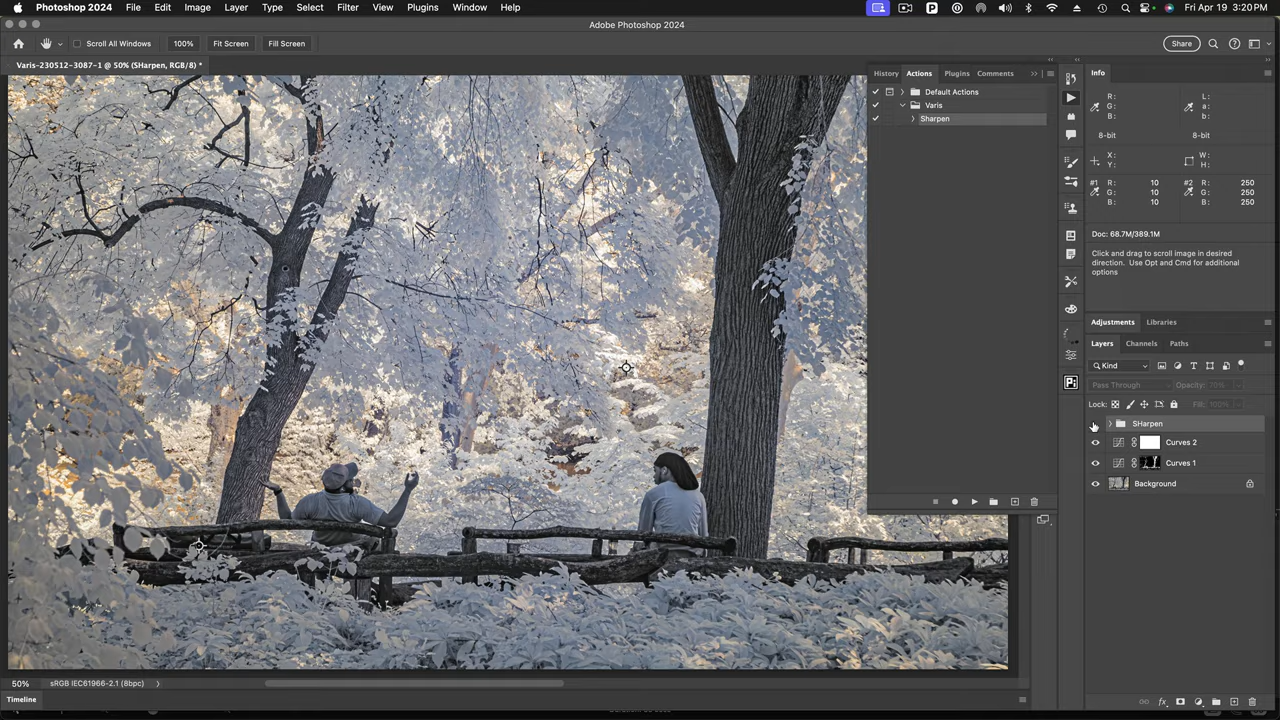 Photoshop 2024 File Edit Image Layer Type Select Filter View Plugins Window Help Fri Apr 19 3:20 PM
Adobe Photoshop 2024
Scroll All Windows 100% Fit Screen Fill Screen Share
Varis-230512-3087-1 @ 50% (SHarpen, RGB/8) *
History Actions Plugins Comments
Default Actions
Varis
Sharpen
Info
R: L:
G: a:
B: b:
8-bit 8-bit
X: W:
Y: H:
#1 R: 10 #2 R: 250
G: 10 G: 250
B: 10 B: 250
Doc: 68.7M/389.1M
Click and drag to scroll image in desired
direction. Use Opt and Cmd for additional
options
Adjustments Libraries
Layers Channels Paths
Kind
Pass Through Opacity: 70%
Lock: Fill: 100%
SHarpen
Curves 2
Curves 1
Background
50% sRGB IEC61966-2.1 (8bpc)
Timeline